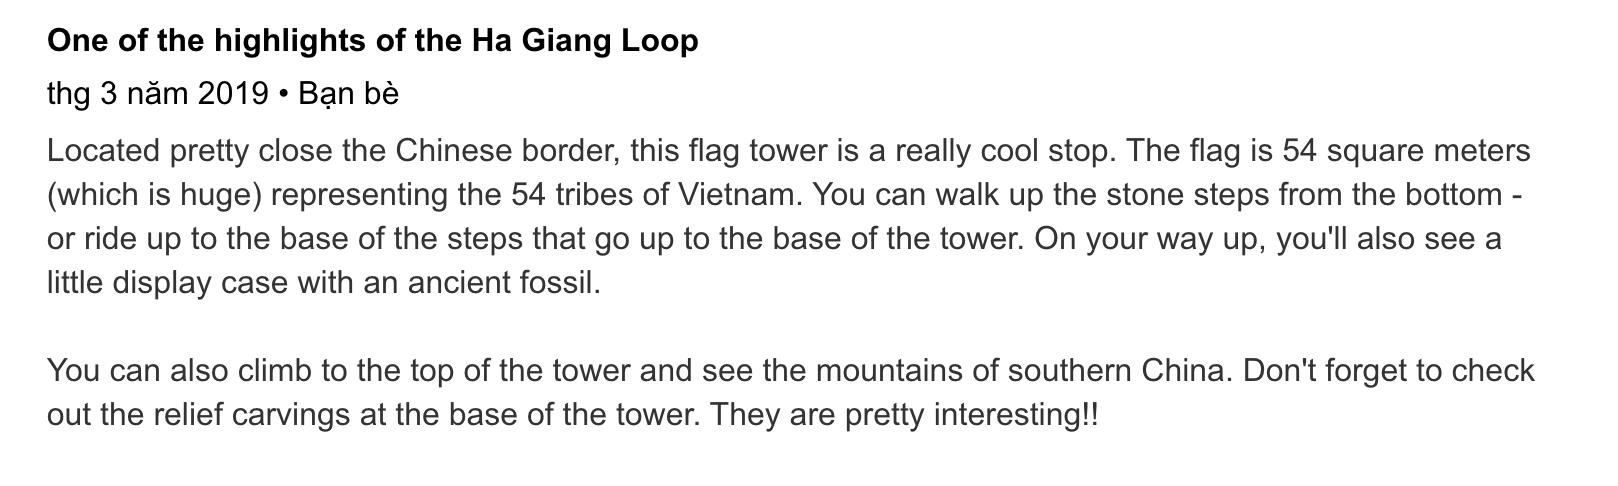 One of the highlights of the Ha Giang Loop
thg 3 năm 2019 • Bạn bè
Located pretty close the Chinese border, this flag tower is a really cool stop. The flag is 54 square meters
(which is huge) representing the 54 tribes of Vietnam. You can walk up the stone steps from the bottom -
or ride up to the base of the steps that go up to the base of the tower. On your way up, you'll also see a
little display case with an ancient fossil.
You can also climb to the top of the tower and see the mountains of southern China. Don't forget to check
out the relief carvings at the base of the tower. They are pretty interesting!!